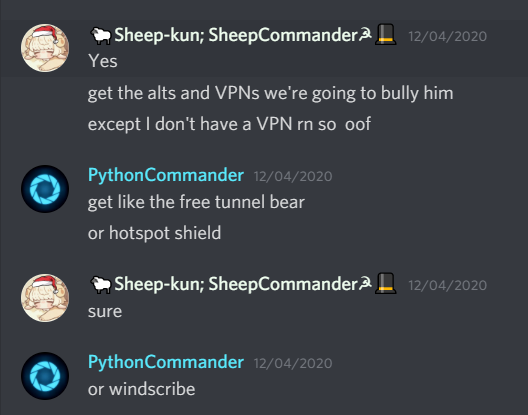 🐑Sheep-kun; SheepCommander☭🎩 12/04/2020
Yes
get the alts and VPNs we're going to bully him
except I don't have a VPN rn so oof
PythonCommander 12/04/2020
get like the free tunnel bear
or hotspot shield
🐑Sheep-kun; SheepCommander☭🎩 12/04/2020
sure
PythonCommander 12/04/2020
or windscribe